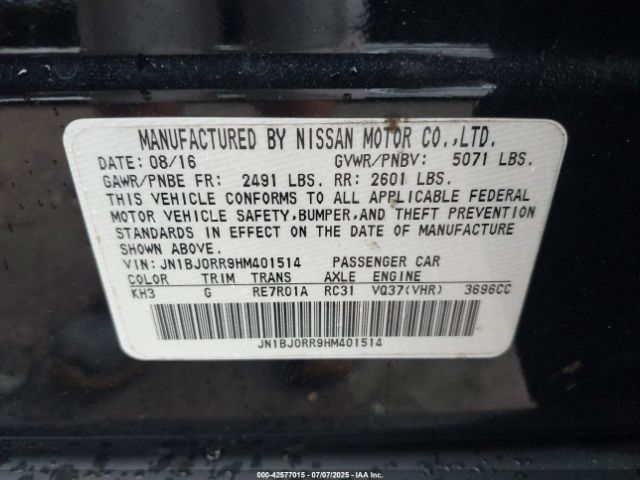 MANUFACTURED BY NISSAN MOTOR CO.,LTD.
DATE: 08/16 GVWR/PNBV: 5071 LBS.
GAWR/PNBE FR: 2491 LBS. RR: 2601 LBS.
THIS VEHICLE CONFORMS TO ALL APPLICABLE FEDERAL
MOTOR VEHICLE SAFETY,BUMPER,AND THEFT PREVENTION
STANDARDS IN EFFECT ON THE DATE OF MANUFACTURE
SHOWN ABOVE.
VIN: JN1BJ0RR9HM401514 PASSENGER CAR
COLOR TRIM TRANS AXLE ENGINE
KH3 G RE7R01A RC31 VQ37(VHR) 3696CC
JN1BJ0RR9HM401514
000-42577015 - 07/07/2025 - IAAI.COM